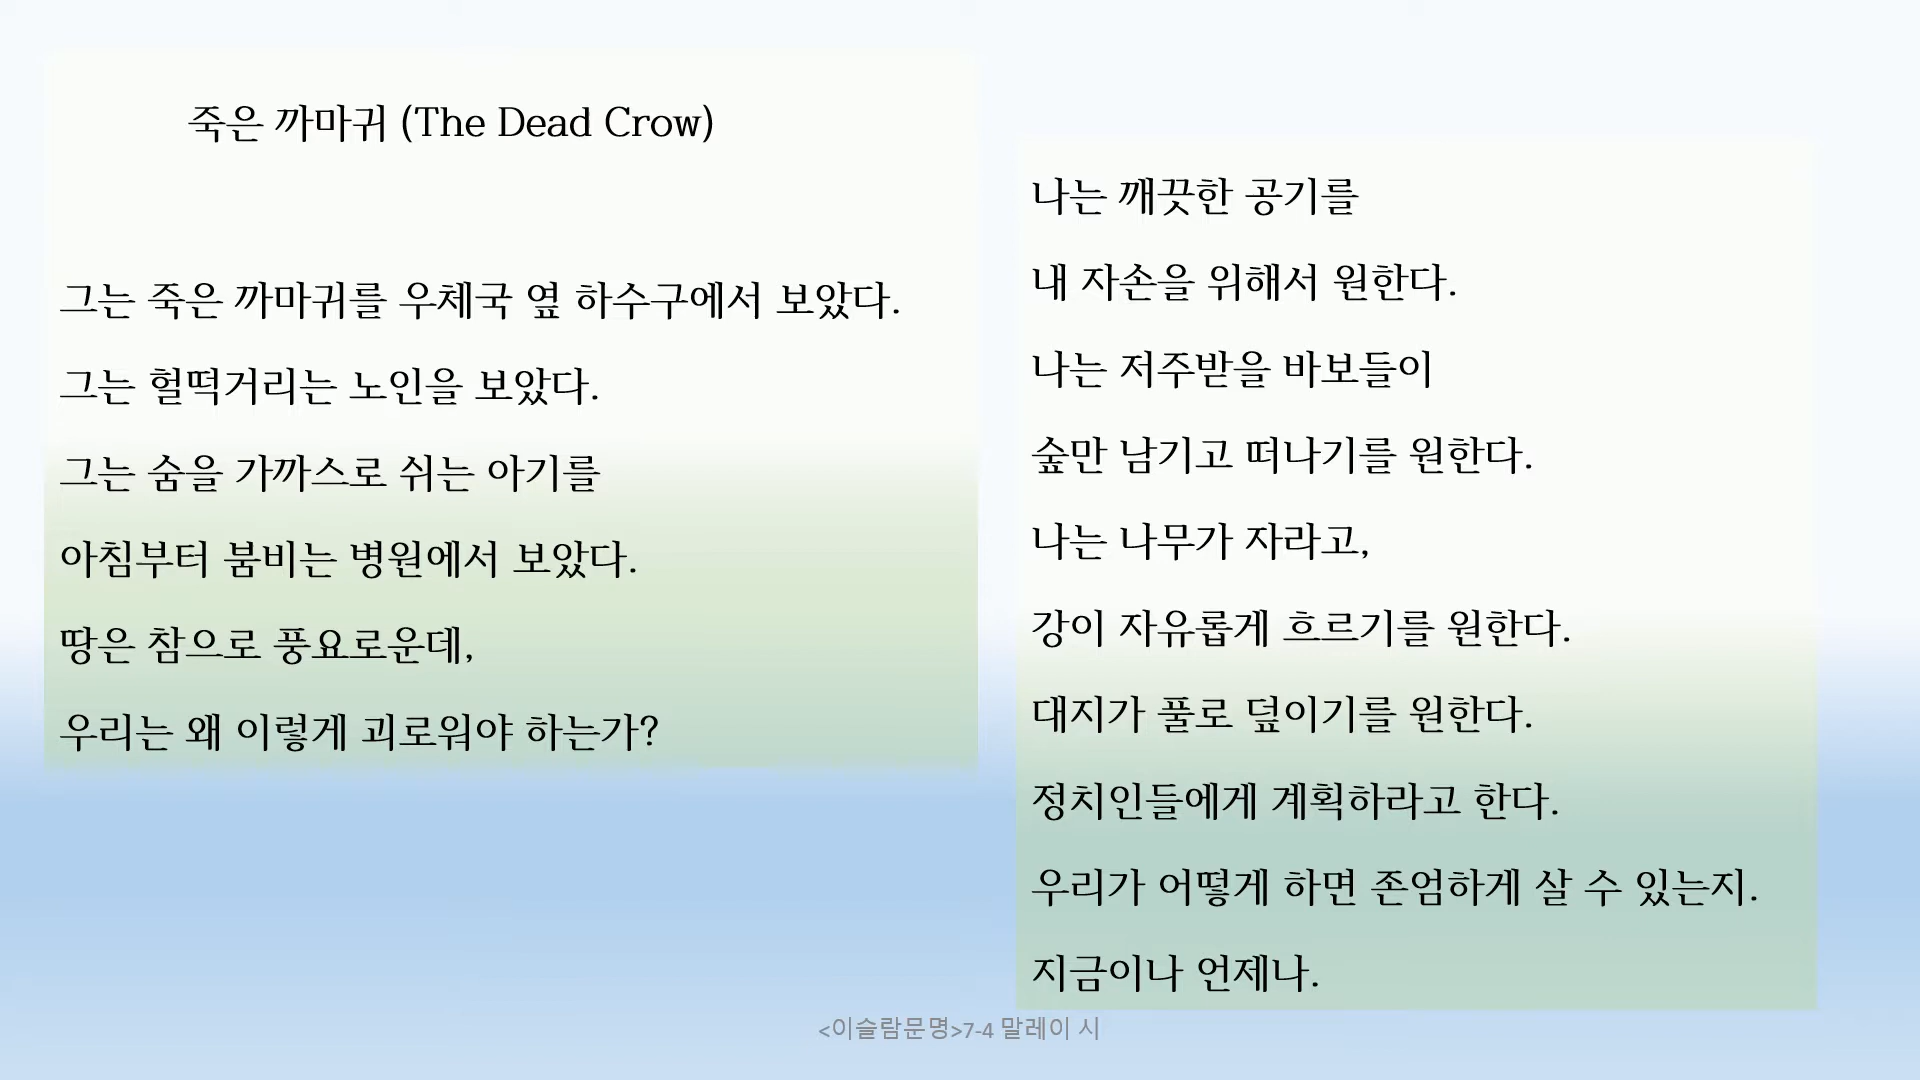 죽은 까마귀 (The Dead Crow)
그는 죽은 까마귀를 우체국 옆 하수구에서 보았다.
그는 헐떡거리는 노인을 보았다.
그는 숨을 가까스로 쉬는 아기를
아침부터 붐비는 병원에서 보았다.
땅은 참으로 풍요로운데,
우리는 왜 이렇게 괴로워야 하는가?
나는 깨끗한 공기를
내 자손을 위해서 원한다.
나는 저주받을 바보들이
숲만 남기고 떠나기를 원한다.
나는 나무가 자라고,
강이 자유롭게 흐르기를 원한다.
대지가 풀로 덮이기를 원한다.
정치인들에게 계획하라고 한다.
우리가 어떻게 하면 존엄하게 살 수 있는지.
지금이나 언제나.
<이슬람문명>7-4 말레이 시